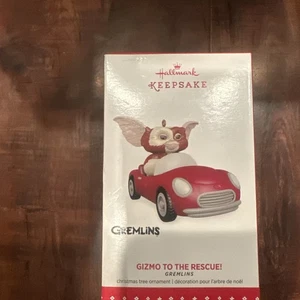 Hallmark
KEEPSAKE
GREMLINS
GIZMO TO THE RESCUE!
GREMLINS
christmas tree ornament | décoration pour l'arbre de noël